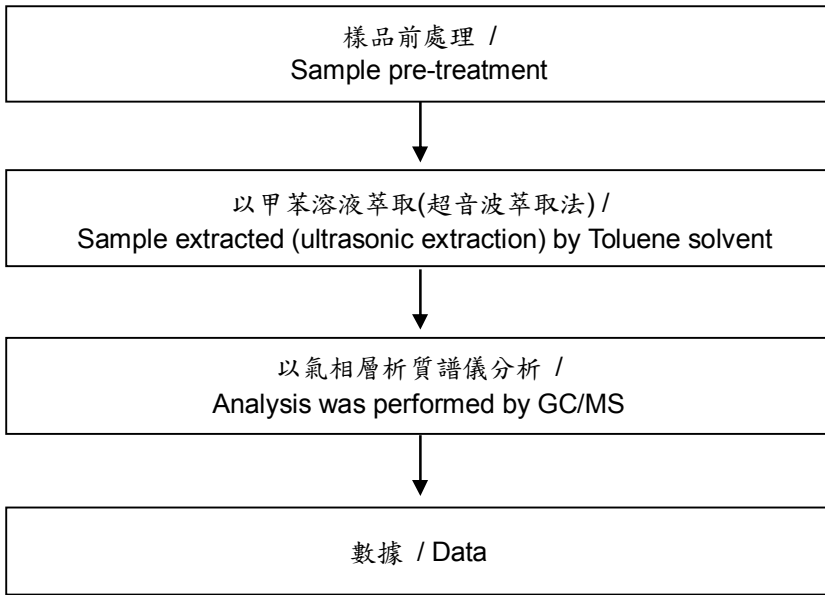 樣品前處理 /
Sample pre-treatment
以甲苯溶液萃取(超音波萃取法) /
Sample extracted (ultrasonic extraction) by Toluene solvent
以氣相層析質譜儀分析 /
Analysis was performed by GC/MS
數據 / Data